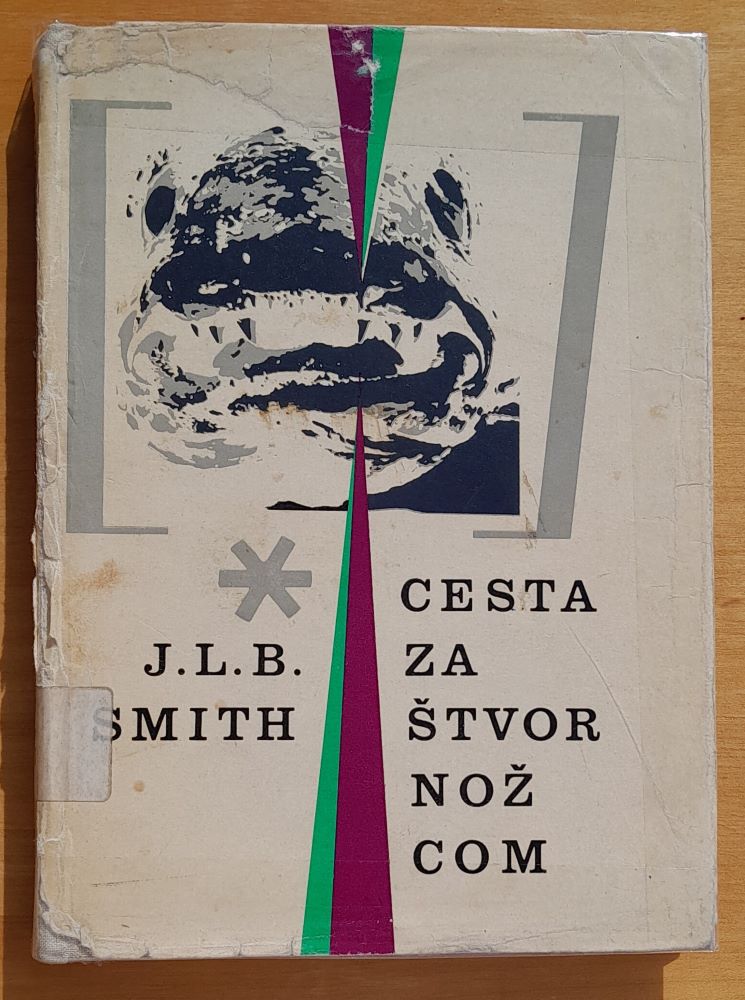 J.L.B.
SMITH
CESTA
ZA
ŠTVOR
NOŽ
COM